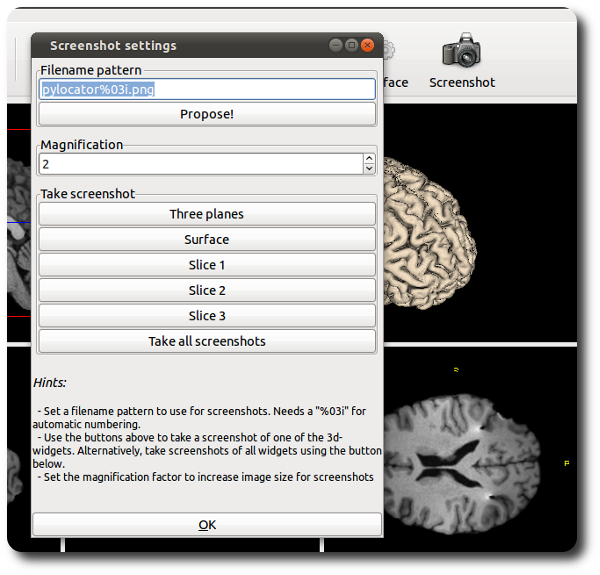 Screenshot settings
Filename pattern
pylocator%03i.png
Propose!
Magnification
2
Take screenshot
Three planes
Surface
Slice 1
Slice 2
Slice 3
Take all screenshots
Hints:
- Set a filename pattern to use for screenshots. Needs a "%03i" for
automatic numbering.
- Use the buttons above to take a screenshot of one of the 3d-
widgets. Alternatively, take screenshots of all widgets using the button
below.
- Set the magnification factor to increase image size for screenshots
OK
face
Screenshot